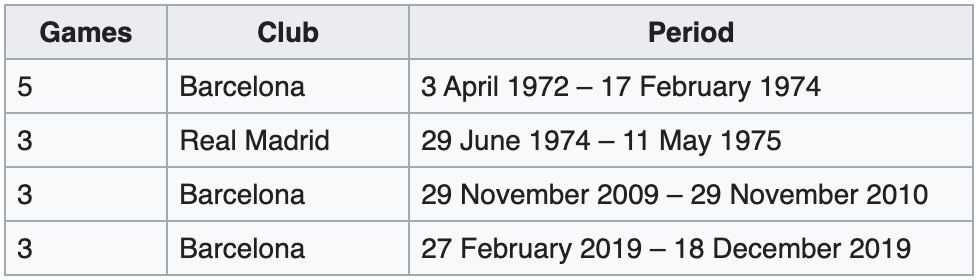 Games Club Period
5 Barcelona 3 April 1972 – 17 February 1974
3 Real Madrid 29 June 1974 – 11 May 1975
3 Barcelona 29 November 2009 – 29 November 2010
3 Barcelona 27 February 2019 – 18 December 2019